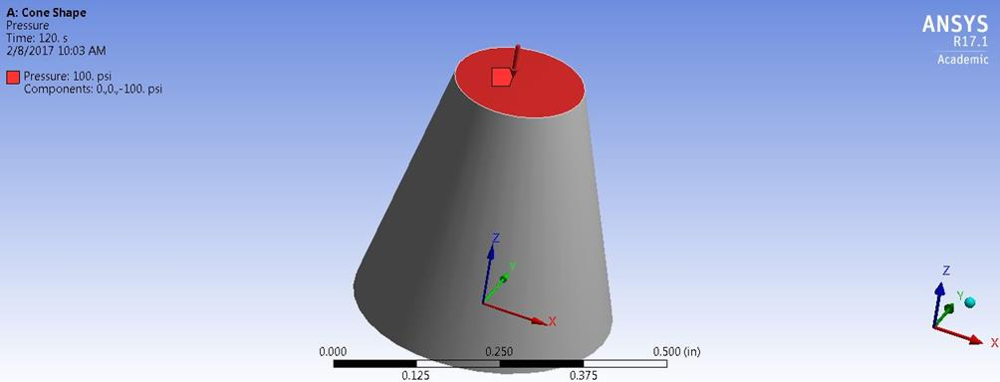 A: Cone Shape
Pressure
Time: 120. s
2/8/2017 10:03 AM
Pressure: 100. psi
Components: 0.,0.,-100. psi
ANSYS
R17.1
Academic
Z
Y
X
Z
Y
X
0.000 0.250 0.500 (in)
0.125 0.375